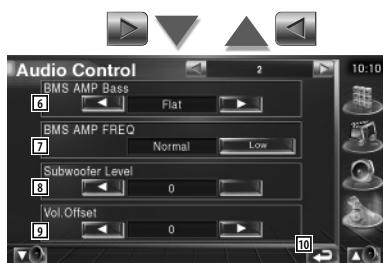 Audio Control 2 10:10
BMS AMP Bass
6 Flat
BMS AMP FREQ
7 Normal Low
Subwoofer Level
8 0
Vol.Offset
9 0
10